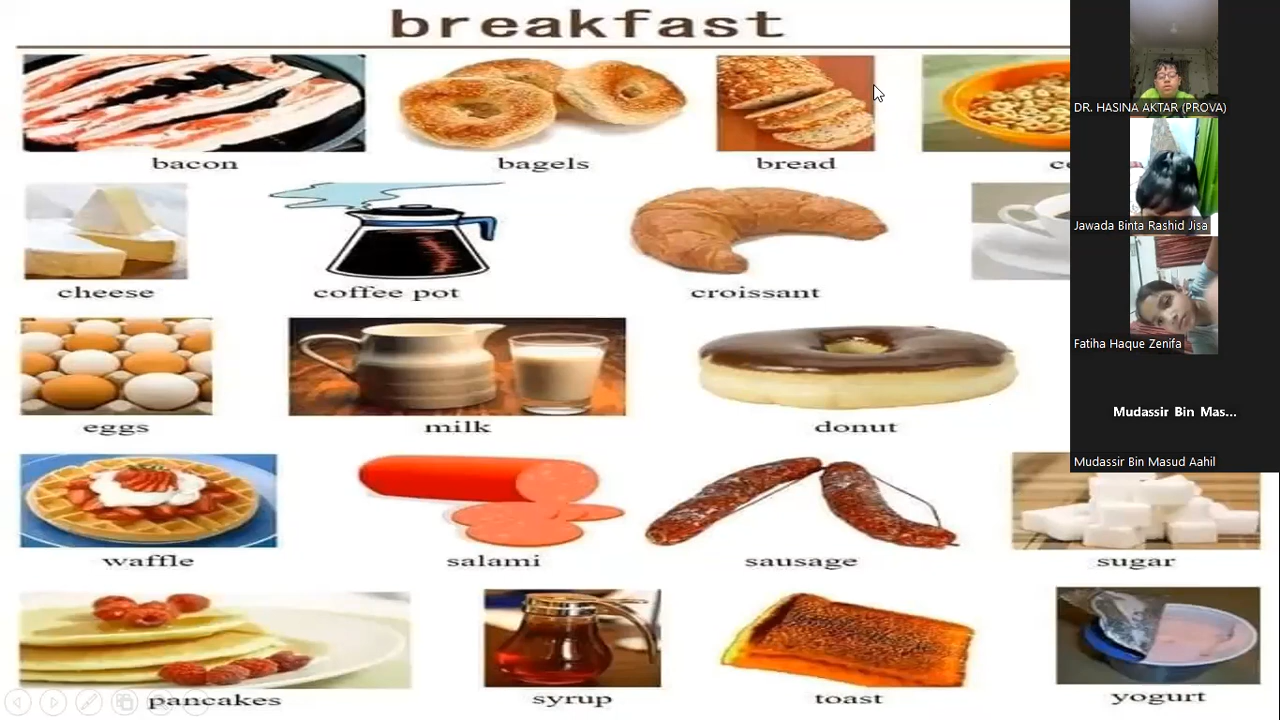 breakfast
bacon
bagels
bread
cheese
coffee pot
croissant
eggs
milk
donut
waffle
salami
sausage
sugar
pancakes
syrup
toast
yogurt
DR. HASINA AKTAR (PROVA)
Jawada Binta Rashid Jisa
Fatiha Haque Zenifa
Mudassir Bin Mas...
Mudassir Bin Masud Aahil